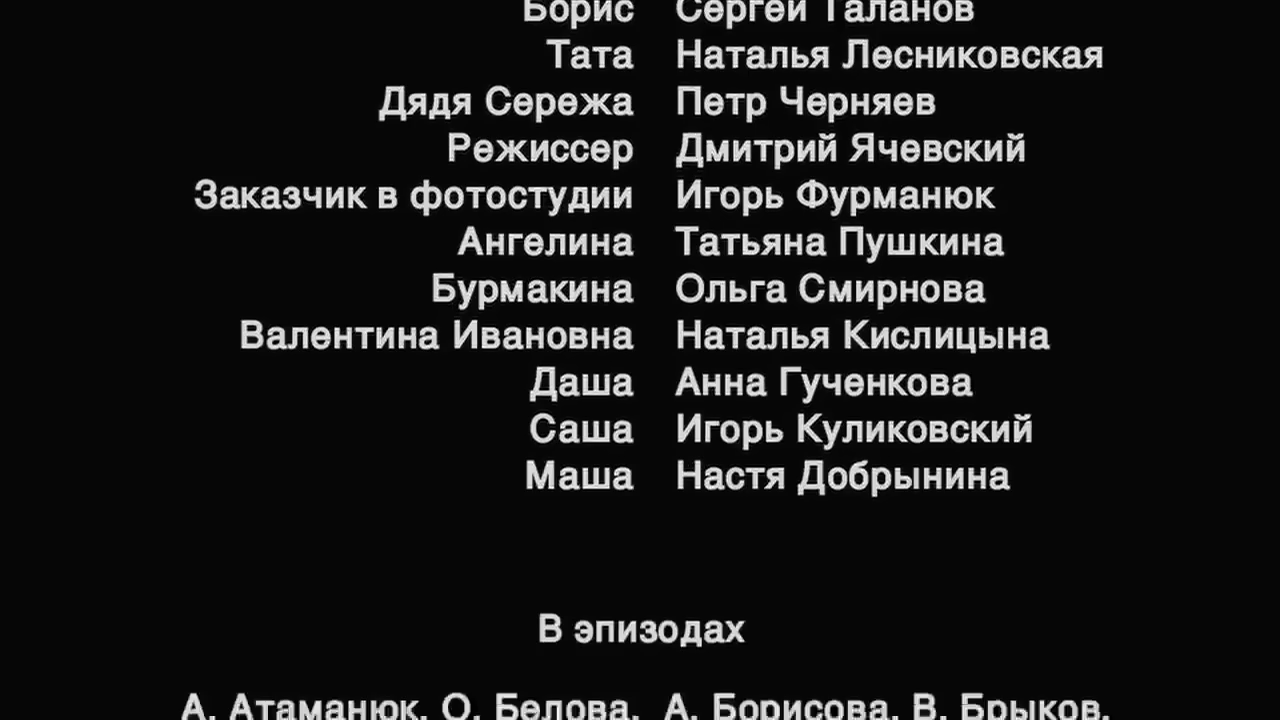 Борис Сергей Таланов
Тата Наталья Лесниковская
Дядя Сережа Петр Черняев
Режиссер Дмитрий Ячевский
Заказчик в фотостудии Игорь Фурманюк
Ангелина Татьяна Пушкина
Бурмакина Ольга Смирнова
Валентина Ивановна Наталья Кислицына
Даша Анна Гученкова
Саша Игорь Куликовский
Маша Настя Добрынина
В эпизодах
А. Атаманюк, О. Белова, А. Борисова, В. Брыков,